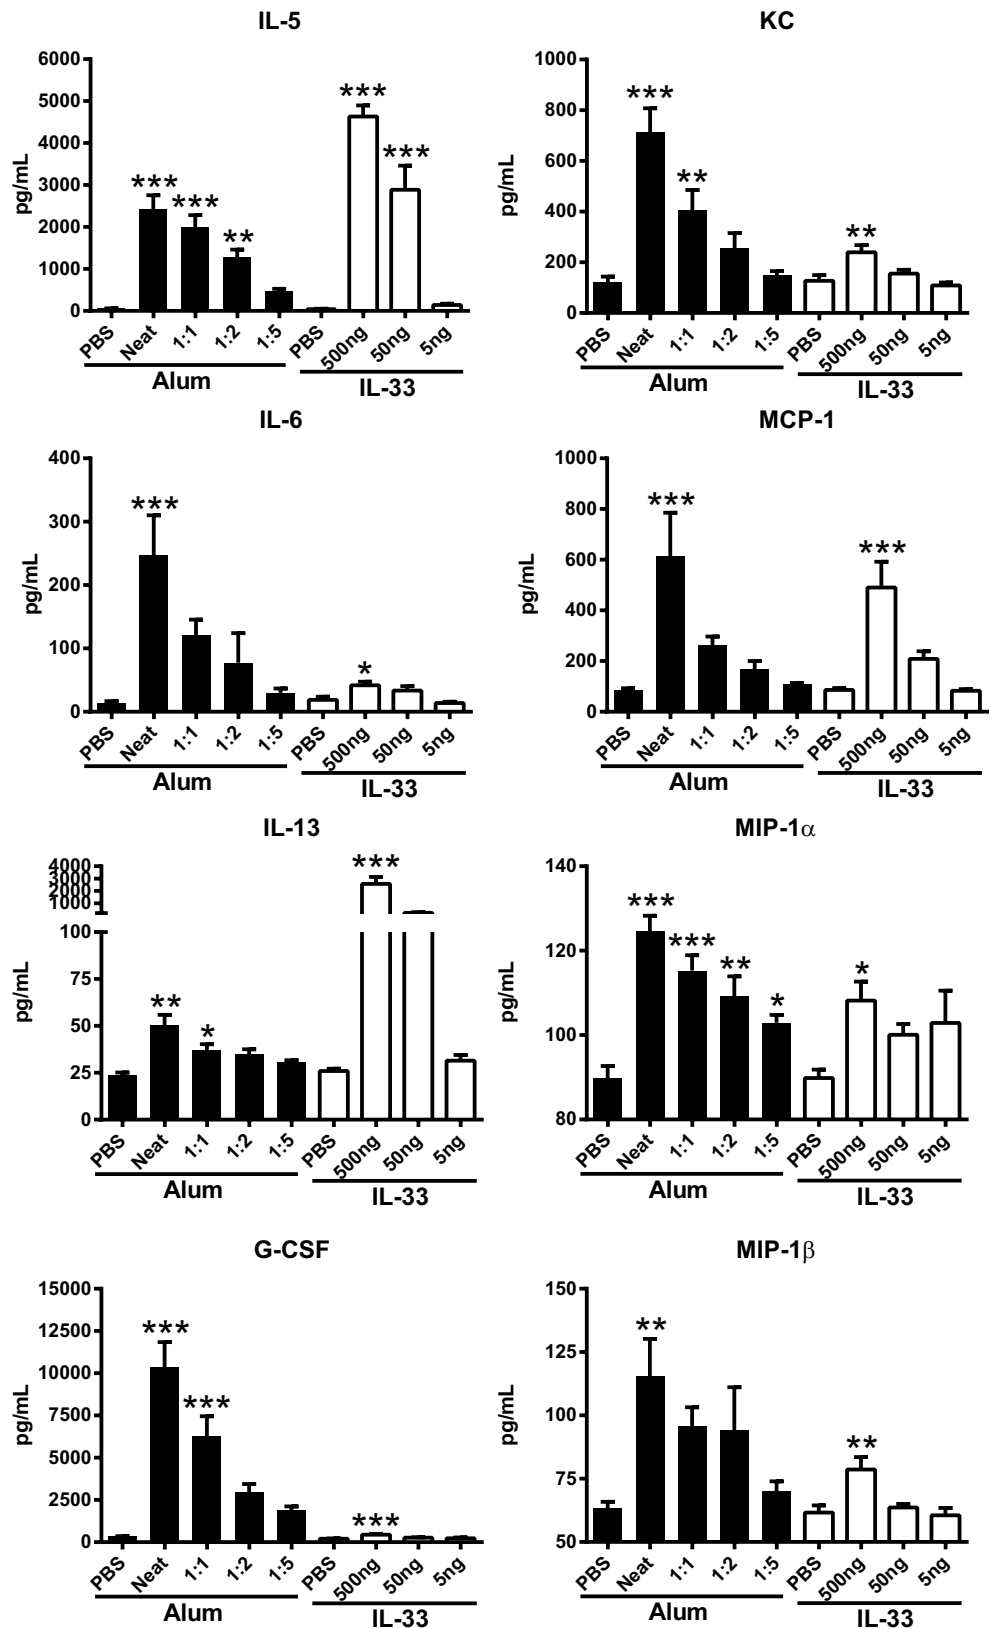 IL-5
6000
5000
4000
3000
2000
1000
0
pg/mL
***
***
**
***
***
PBS
Neat
1:1
1:2
1:5
PBS
500ng
50ng
5ng
Alum
IL-33
KC
1000
800
600
400
200
0
pg/mL
***
**
**
PBS
Neat
1:1
1:2
1:5
PBS
500ng
50ng
5ng
Alum
IL-33
IL-6
400
300
200
100
0
pg/mL
***
*
PBS
Neat
1:1
1:2
1:5
PBS
500ng
50ng
5ng
Alum
IL-33
MCP-1
1000
800
600
400
200
0
pg/mL
***
***
PBS
Neat
1:1
1:2
1:5
PBS
500ng
50ng
5ng
Alum
IL-33
IL-13
4000
3000
2000
1000
100
75
50
25
0
pg/mL
**
*
***
PBS
Neat
1:1
1:2
1:5
PBS
500ng
50ng
5ng
Alum
IL-33
MIP-1α
140
120
100
80
pg/mL
***
***
**
*
*
PBS
Neat
1:1
1:2
1:5
PBS
500ng
50ng
5ng
Alum
IL-33
G-CSF
15000
12500
10000
7500
5000
2500
0
pg/mL
***
***
***
PBS
Neat
1:1
1:2
1:5
PBS
500ng
50ng
5ng
Alum
IL-33
MIP-1β
150
125
100
75
50
pg/mL
**
**
PBS
Neat
1:1
1:2
1:5
PBS
500ng
50ng
5ng
Alum
IL-33